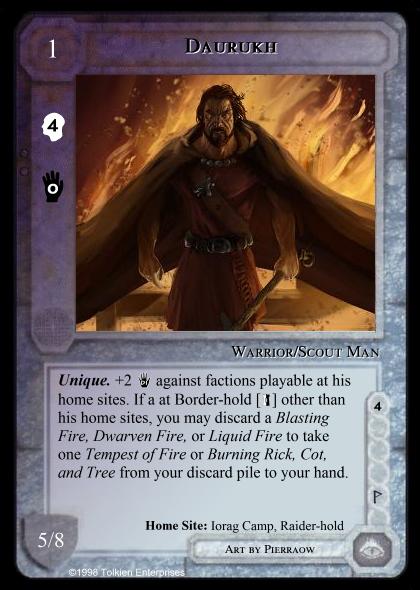 1
DAURUKH
4
0
WARRIOR/SCOUT MAN
Unique. +2 against factions playable at his
home sites. If a at Border-hold [ ] other than
his home sites, you may discard a Blasting
Fire, Dwarven Fire, or Liquid Fire to take
one Tempest of Fire or Burning Rick, Cot,
and Tree from your discard pile to your hand.
4
Home Site: Iorag Camp, Raider-hold
5/8
ART BY PIERRAOW
©1998 Tolkien Enterprises